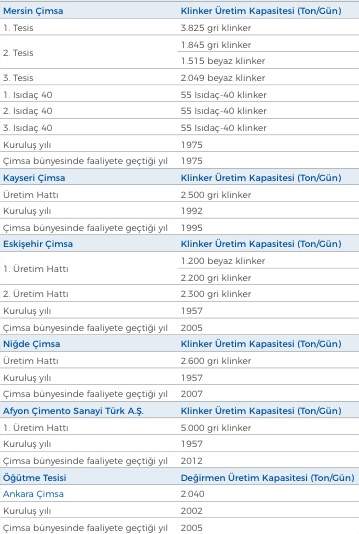 Mersin Çimsa Klinker Üretim Kapasitesi (Ton/Gün)
1. Tesis 3.825 gri klinker
2. Tesis 1.845 gri klinker
1.515 beyaz klinker
3. Tesis 2.049 beyaz klinker
1. Isıdaç 40 55 Isıdaç-40 klinker
2. Isıdaç 40 55 Isıdaç-40 klinker
3. Isıdaç 40 55 Isıdaç-40 klinker
Kuruluş yılı 1975
Çimsa bünyesinde faaliyete geçtiği yıl 1975
Kayseri Çimsa Klinker Üretim Kapasitesi (Ton/Gün)
Üretim Hattı 2.500 gri klinker
Kuruluş yılı 1992
Çimsa bünyesinde faaliyete geçtiği yıl 1995
Eskişehir Çimsa Klinker Üretim Kapasitesi (Ton/Gün)
1. Üretim Hattı 1.200 beyaz klinker
2.200 gri klinker
2. Üretim Hattı 2.300 gri klinker
Kuruluş yılı 1957
Çimsa bünyesinde faaliyete geçtiği yıl 2005
Niğde Çimsa Klinker Üretim Kapasitesi (Ton/Gün)
Üretim Hattı 2.600 gri klinker
Kuruluş yılı 1957
Çimsa bünyesinde faaliyete geçtiği yıl 2007
Afyon Çimento Sanayi Türk A.Ş. Klinker Üretim Kapasitesi (Ton/Gün)
1. Üretim Hattı 5.000 gri klinker
Kuruluş yılı 1957
Çimsa bünyesinde faaliyete geçtiği yıl 2012
Öğütme Tesisi Değirmen Üretim Kapasitesi (Ton/Gün)
Ankara Çimsa 2.040
Kuruluş yılı 2002
Çimsa bünyesinde faaliyete geçtiği yıl 2005